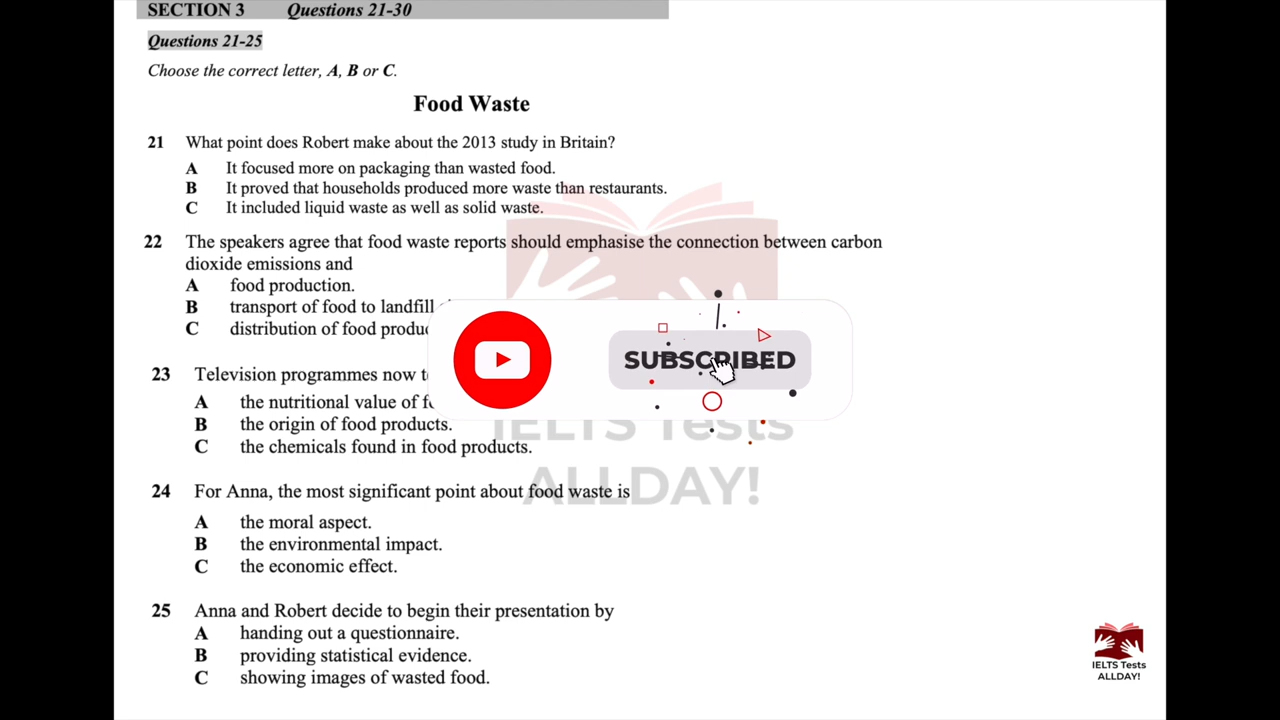 SECTION 3 Questions 21-30
Questions 21-25
Choose the correct letter, A, B or C.
Food Waste
21 What point does Robert make about the 2013 study in Britain?
A It focused more on packaging than wasted food.
B It proved that households produced more waste than restaurants.
C It included liquid waste as well as solid waste.
22 The speakers agree that food waste reports should emphasise the connection between carbon
dioxide emissions and
A food production.
B transport of food to landfill
C distribution of food
SUBSCRIBED
23 Television programmes now
A the nutritional value of
B the origin of food products.
C the chemicals found in food products.
IELTS Tests
ALLDAY!
24 For Anna, the most significant point about food waste is
A the moral aspect.
B the environmental impact.
C the economic effect.
25 Anna and Robert decide to begin their presentation by
A handing out a questionnaire.
B providing statistical evidence.
C showing images of wasted food.
IELTS Tests
ALLDAY!